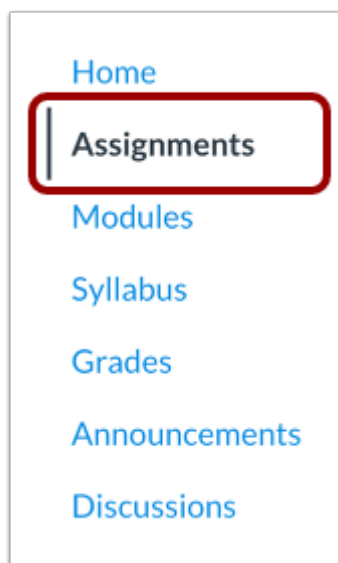 Home
Assignments
Modules
Syllabus
Grades
Announcements
Discussions